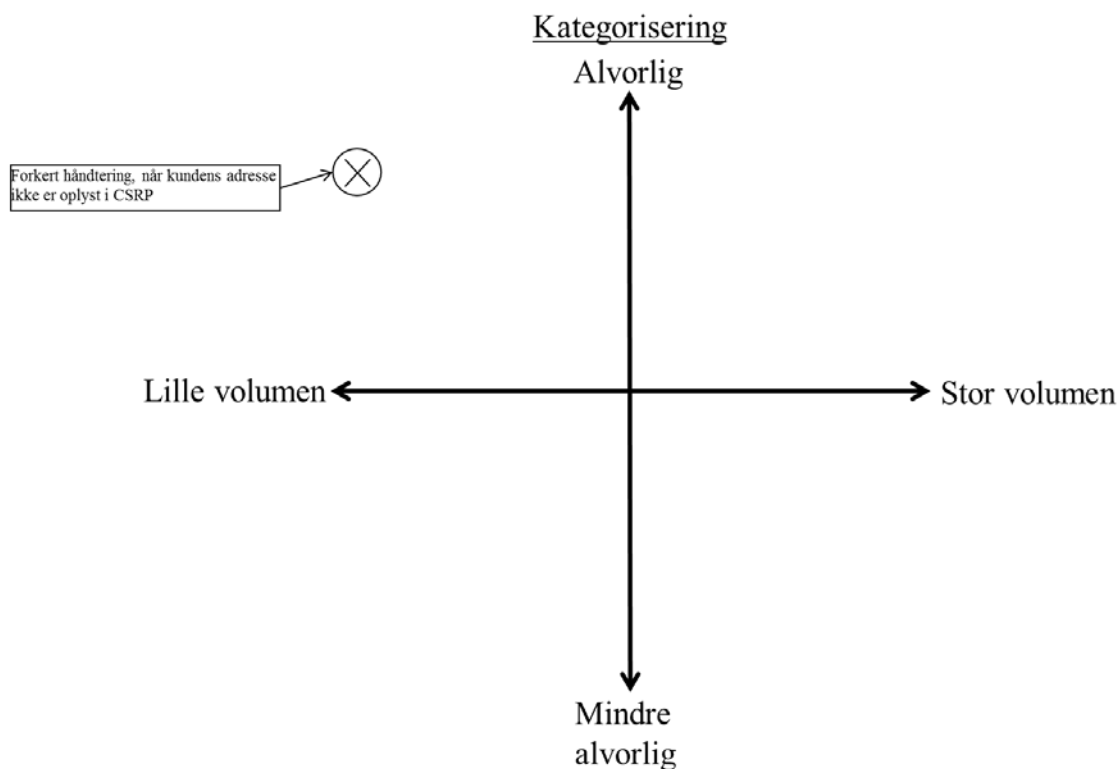 Kategorisering
Alvorlig
Forkert håndtering, når kundens adresse
ikke er oplyst i CSRP
Lille volumen
Stor volumen
Mindre
alvorlig